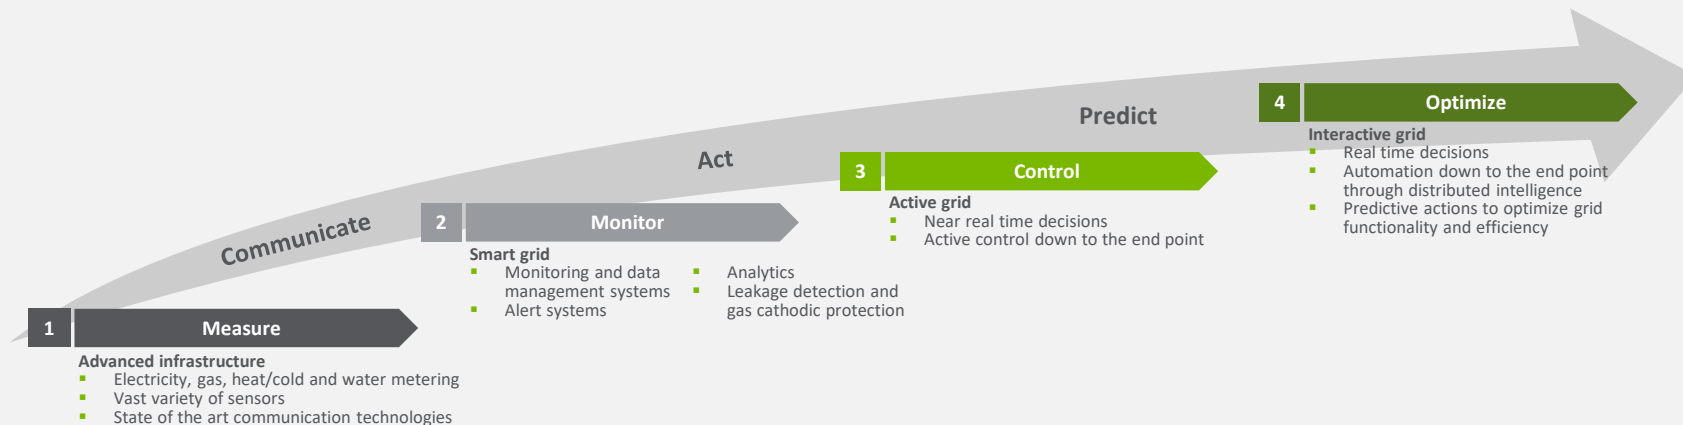 Communicate
Act
Predict
1 Measure
Advanced infrastructure
▪ Electricity, gas, heat/cold and water metering
▪ Vast variety of sensors
▪ State of the art communication technologies
2 Monitor
Smart grid
▪ Monitoring and data
management systems
▪ Alert systems
▪ Analytics
▪ Leakage detection and
gas cathodic protection
3 Control
Active grid
▪ Near real time decisions
▪ Active control down to the end point
4 Optimize
Interactive grid
▪ Real time decisions
▪ Automation down to the end point
through distributed intelligence
▪ Predictive actions to optimize grid
functionality and efficiency